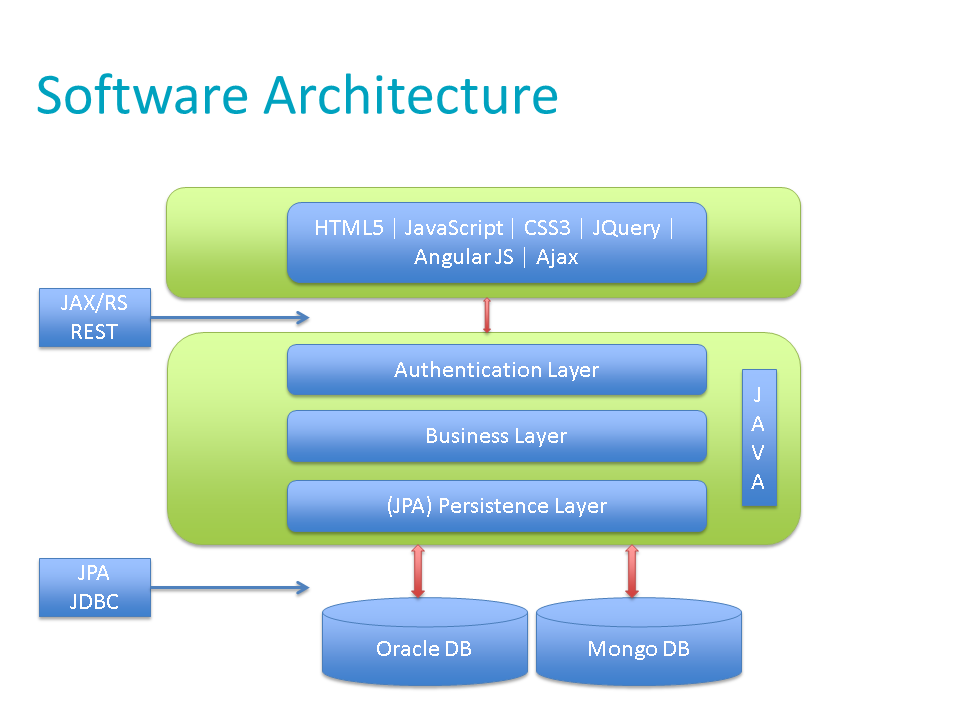 Software Architecture
HTML5 | JavaScript | CSS3 | JQuery |
Angular JS | Ajax
JAX/RS
REST
Authentication Layer
Business Layer
(JPA) Persistence Layer
J
A
V
A
JPA
JDBC
Oracle DB
Mongo DB